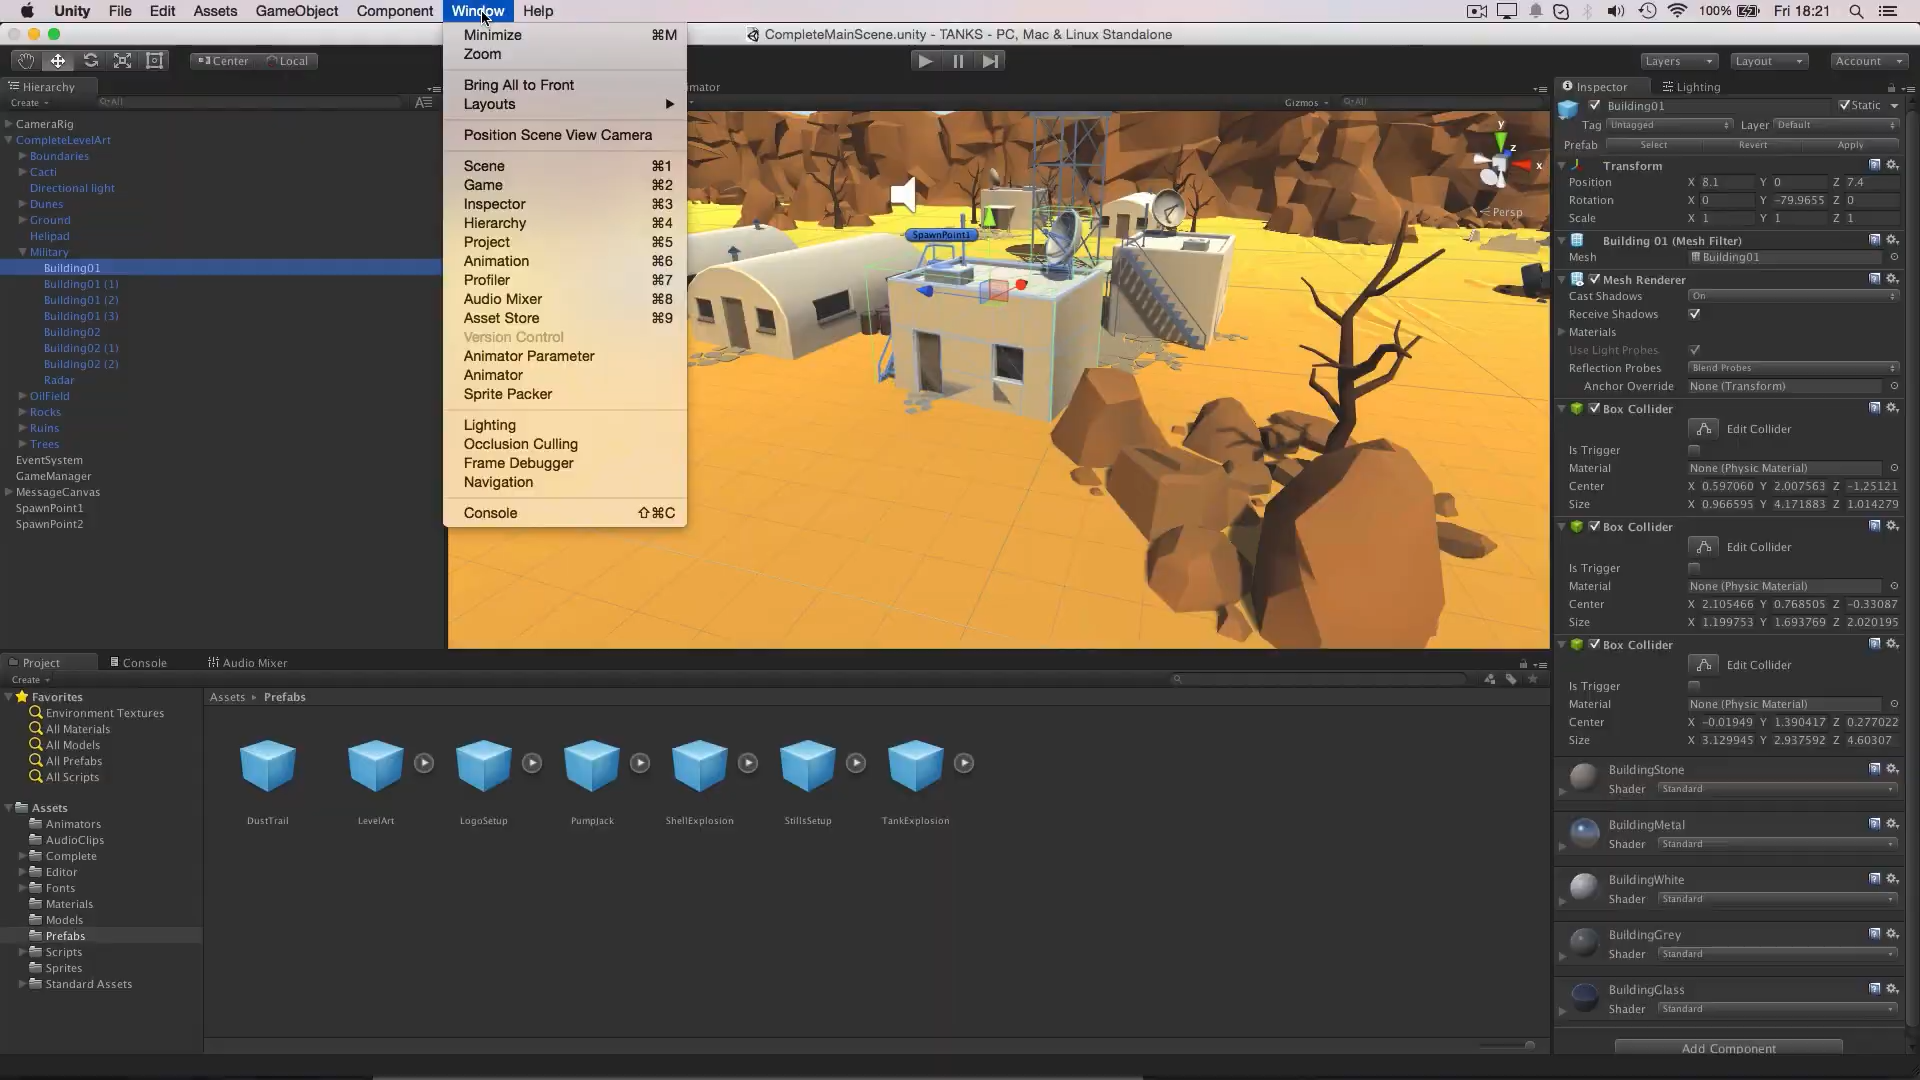 Unity File Edit Assets GameObject Component Window Help 100% Fri 18:21
CompleteMainScene.unity - TANKS - PC, Mac & Linux Standalone
Center Local Layers Layout Account
Minimize ⌘M
Zoom
Bring All to Front
Layouts
Position Scene View Camera
Scene ⌘1
Game ⌘2
Inspector ⌘3
Hierarchy ⌘4
Project ⌘5
Animation ⌘6
Profiler ⌘7
Audio Mixer ⌘8
Asset Store ⌘9
Version Control
Animator Parameter
Animator
Sprite Packer
Lighting
Occlusion Culling
Frame Debugger
Navigation
Console ⇧⌘C
Hierarchy
Create All
CameraRig
CompleteLevelArt
Boundaries
Cacti
Directional light
Dunes
Ground
Helipad
Military
Building01
Building01 (1)
Building01 (2)
Building01 (3)
Building02
Building02 (1)
Building02 (2)
Radar
OilField
Rocks
Ruins
Trees
EventSystem
GameManager
MessageCanvas
SpawnPoint1
SpawnPoint2
nimator
Gizmos All
y
z
x
Persp
SpawnPoint1
Inspector Lighting
Building01 Static
Tag Untagged Layer Default
Prefab Select Revert Apply
Transform
Position X 8.1 Y 0 Z 7.4
Rotation X 0 Y -79.9655 Z 0
Scale X 1 Y 1 Z 1
Building 01 (Mesh Filter)
Mesh Building01
Mesh Renderer
Cast Shadows On
Receive Shadows
Materials
Use Light Probes
Reflection Probes Blend Probes
Anchor Override None (Transform)
Box Collider
Edit Collider
Is Trigger
Material None (Physic Material)
Center X 0.597060 Y 2.007563 Z -1.25121
Size X 0.966595 Y 4.171883 Z 1.014279
Box Collider
Edit Collider
Is Trigger
Material None (Physic Material)
Center X 2.105466 Y 0.768505 Z -0.33087
Size X 1.199753 Y 1.693769 Z 2.020195
Box Collider
Edit Collider
Is Trigger
Material None (Physic Material)
Center X -0.01949 Y 1.390417 Z 0.277022
Size X 3.129945 Y 2.937592 Z 4.60307
BuildingStone
Shader Standard
BuildingMetal
Shader Standard
BuildingWhite
Shader Standard
BuildingGrey
Shader Standard
BuildingGlass
Shader Standard
Add Component
Project Console Audio Mixer
Create
Favorites
Environment Textures
All Materials
All Models
All Prefabs
All Scripts
Assets
Animators
AudioClips
Complete
Editor
Fonts
Materials
Models
Prefabs
Scripts
Sprites
Standard Assets
Assets ▸ Prefabs
DustTrail LevelArt LogoSetup PumpJack ShellExplosion StillsSetup TankExplosion